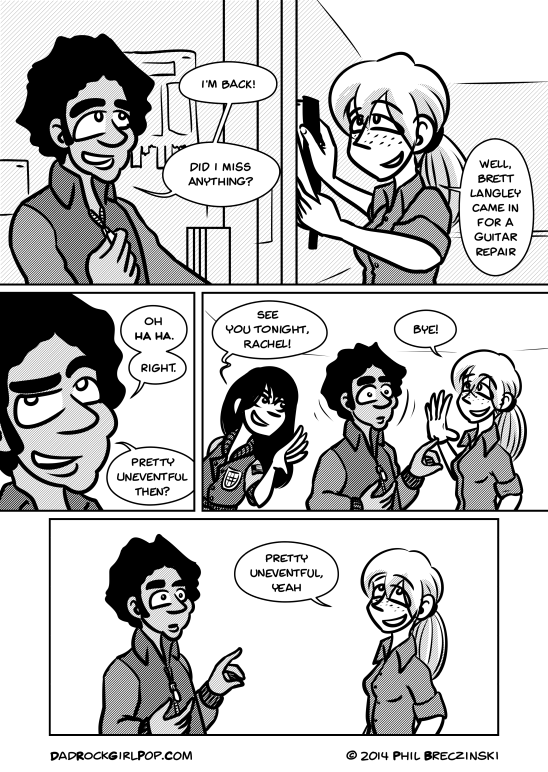 I'M BACK!
DID I MISS
ANYTHING?
WELL,
BRETT
LANGLEY
CAME IN
FOR A
GUITAR
REPAIR
OH
HA HA.
RIGHT.
PRETTY
UNEVENTFUL
THEN?
SEE
YOU TONIGHT,
RACHEL!
BYE!
PRETTY
UNEVENTFUL,
YEAH
DADROCKGIRLPOP.COM
© 2014 PHIL BRECZINSKI